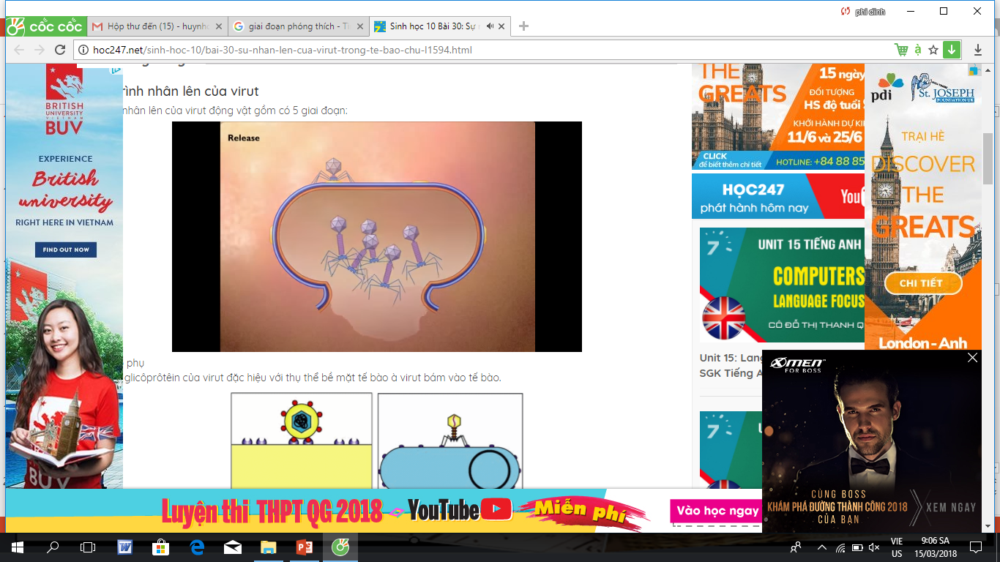 phi dinh
cốc cốc
Hộp thư đến (15) - huynho
giai đoạn phóng thích - Tì
Sinh học 10 Bài 30: Sự
hoc247.net/sinh-hoc-10/bai-30-su-nhan-len-cua-virut-trong-te-bao-chu-l1594.html
BRITISH
UNIVERSITY
VIETNAM
BUV
EXPERIENCE
British
university
RIGHT HERE IN VIETNAM
FIND OUT NOW
BUV
rình nhân lên của virut
nhân lên của virut động vật gồm có 5 giai đoạn:
Release
phụ
glicôprôtêin của virut đặc hiệu với thụ thể bề mặt tế bào à virut bám vào tế bào.
THE
GREATS
15 ngày
ĐỐI TƯỢNG
HS độ tuổi
KHỞI HÀNH DỰ KI
11/6 và 25/6
CLICK
để biết thêm chi tiết
HOTLINE: +84 88 85
HỌC247
phát hành hôm nay
You
7
UNIT 15 TIẾNG ANH
COMPUTERS
LANGUAGE FOCUS
CÔ ĐỖ THỊ THANH Q
Unit 15: Lang
SGK Tiếng A
7
pdi
St. JOSEPH
FOUNDATION UK
TRẠI HÈ
DISCOVER
THE
GREATS
CHI TIẾT
London - Anh
XMEN
FOR BOSS
CÙNG BOSS
KHÁM PHÁ ĐƯỜNG THÀNH CÔNG 2018
CỦA BẠN
XEM NGAY
Luyện thi THPT QG 2018
YouTube
Miễn phí
Vào học ngay
VIE
US
9:06 SA
15/03/2018